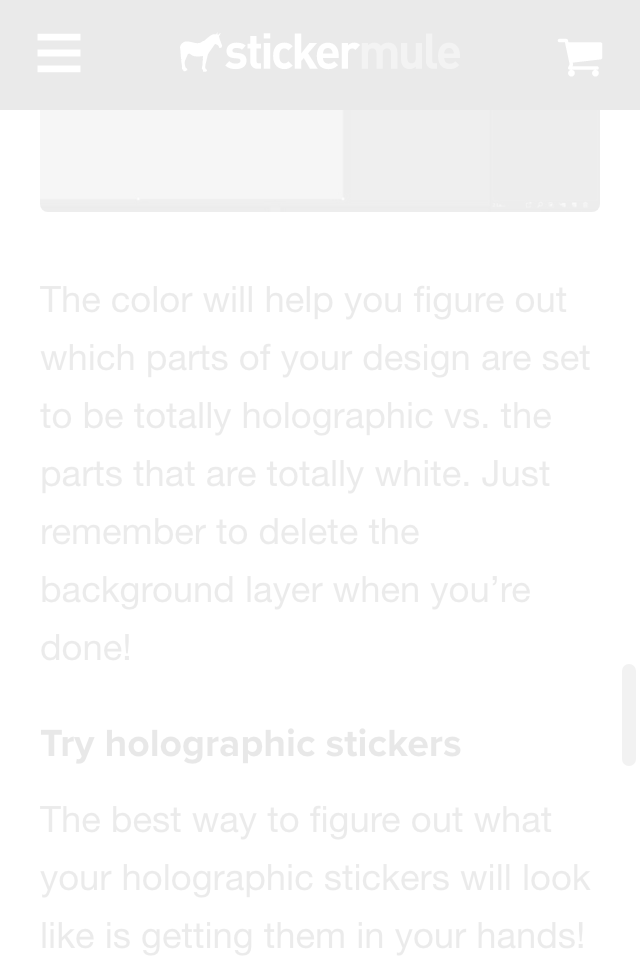 stickermule
The color will help you figure out
which parts of your design are set
to be totally holographic vs. the
parts that are totally white. Just
remember to delete the
background layer when you’re
done!
Try holographic stickers
The best way to figure out what
your holographic stickers will look
like is getting them in your hands!